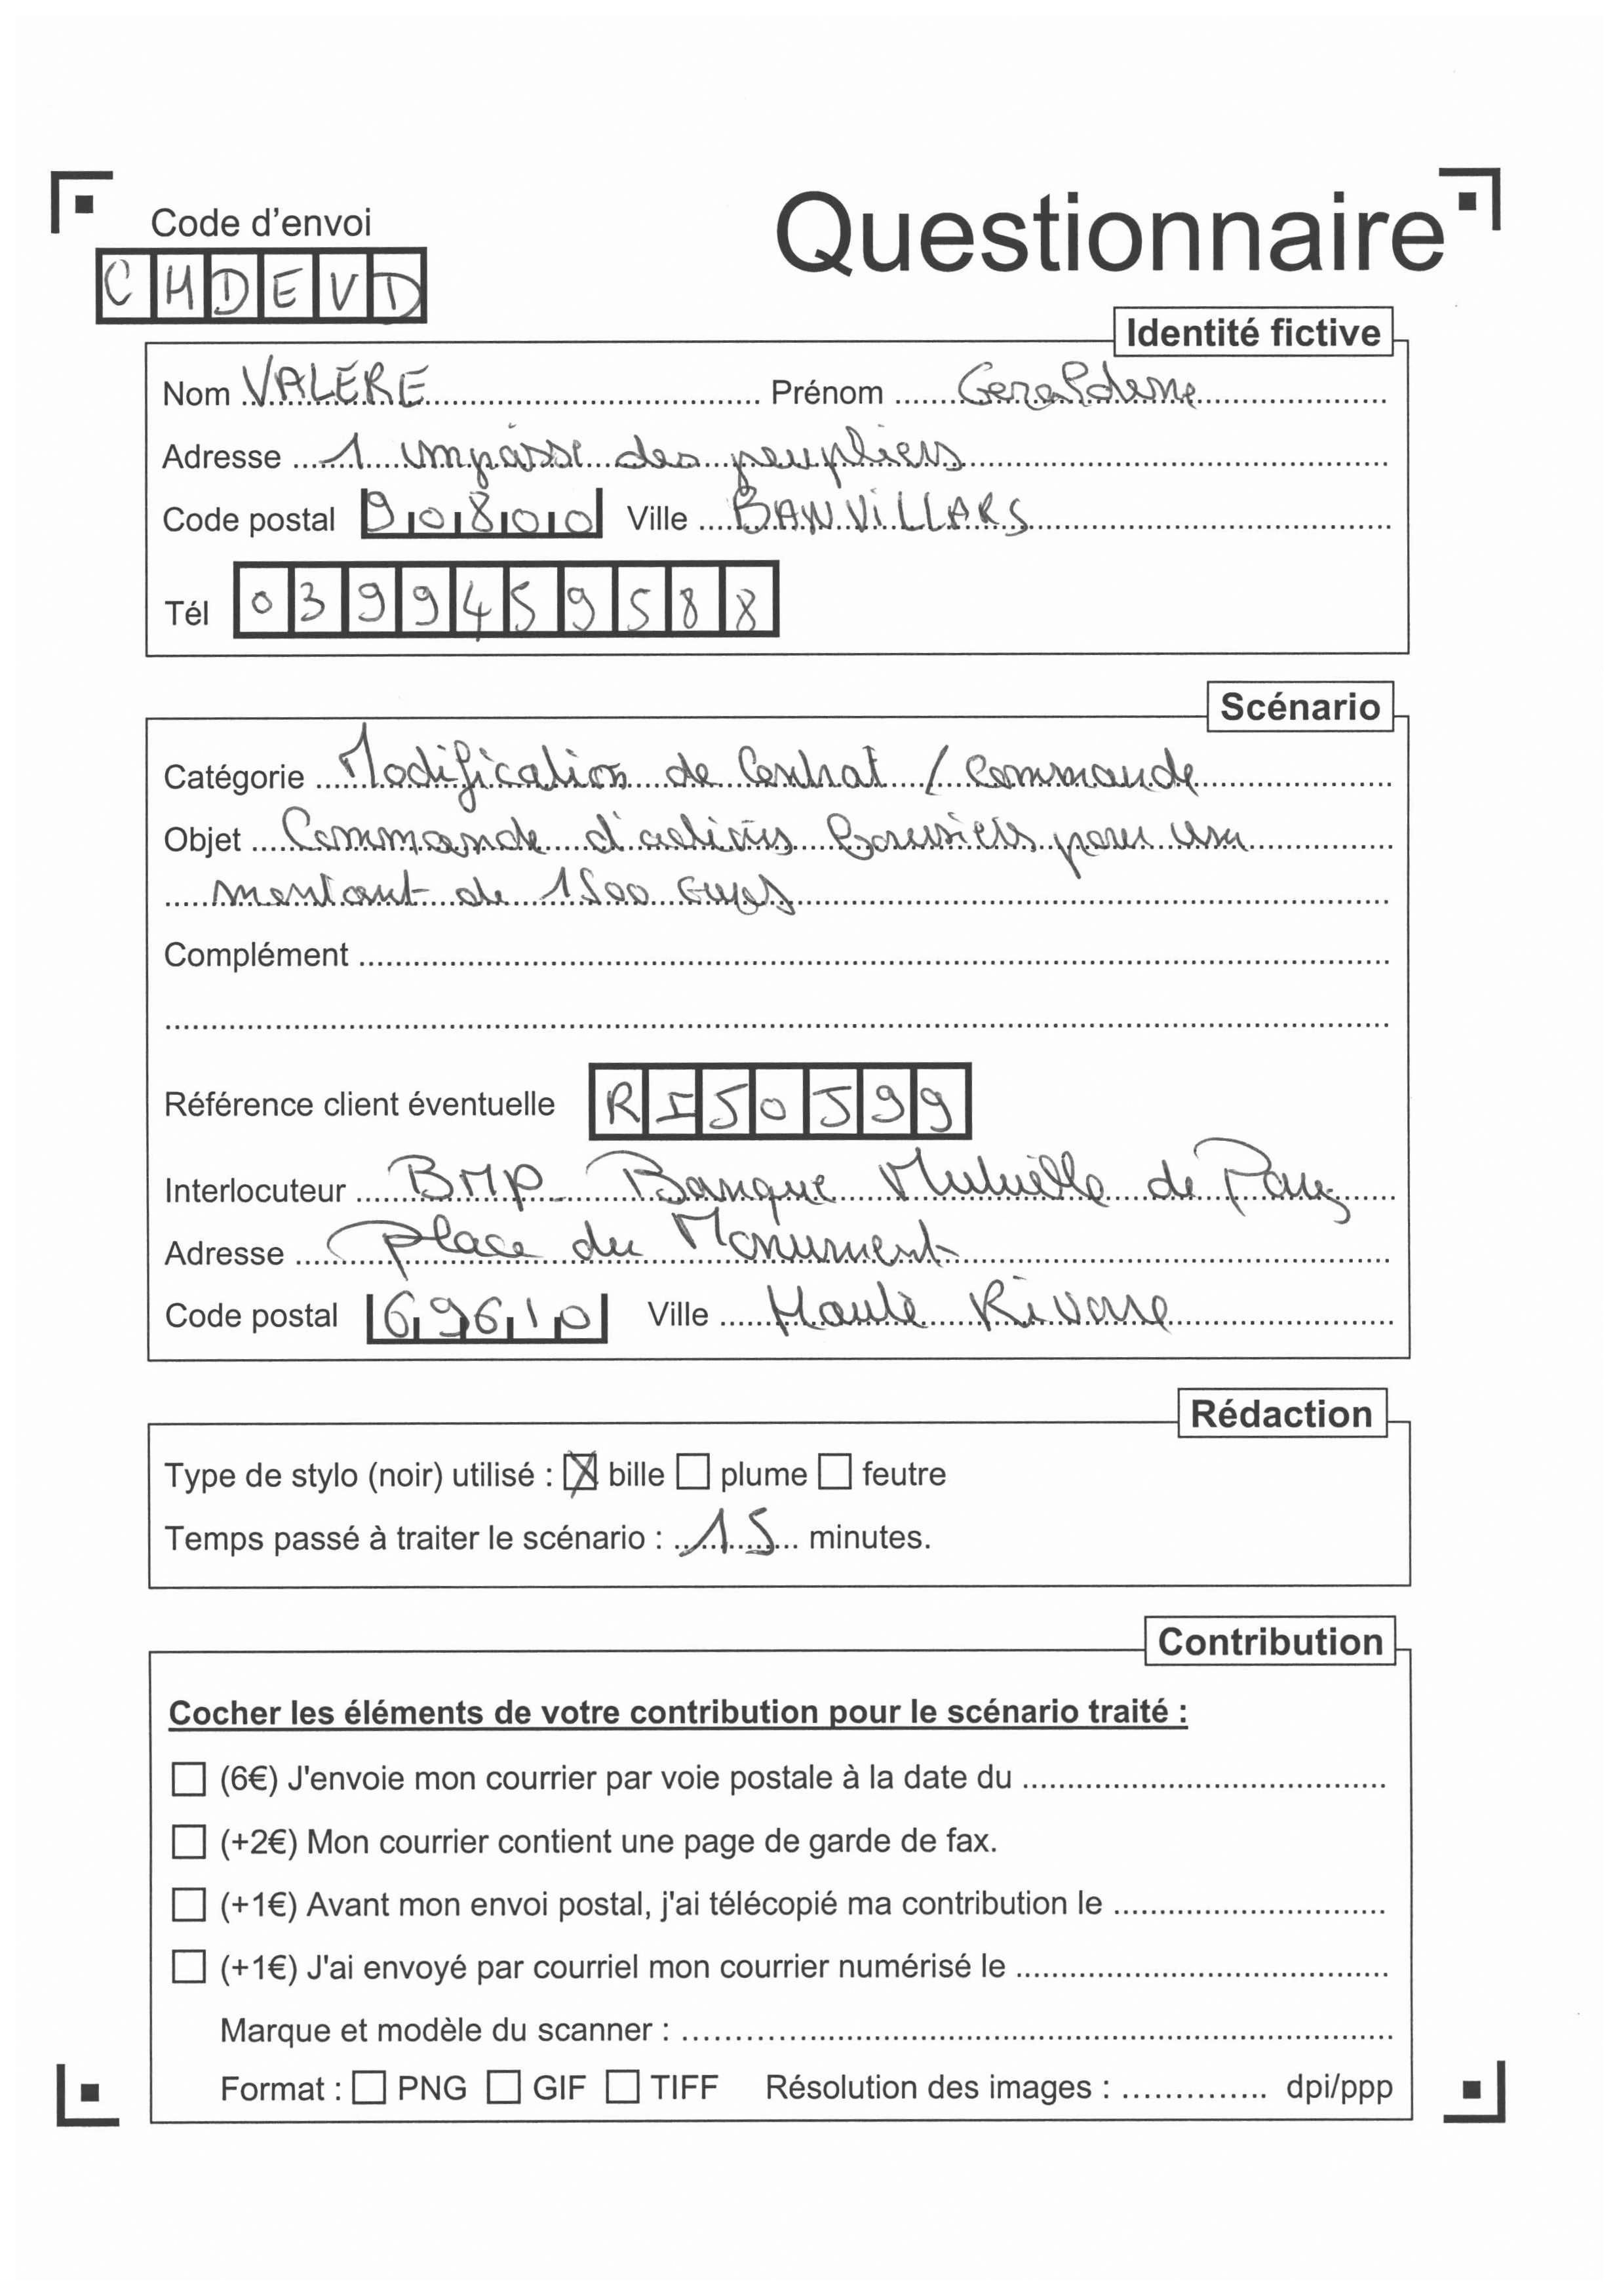 Code d'envoi
Questionnaire
CHDEVD
Identité fictive
Nom VALERE Prénom Geraldine
Adresse 1 impasse des peupliers
Code postal 90800 Ville BANVILLARS
Tél 0399459588
Scénario
Catégorie Modification de Contrat / Commande
Objet Commande d'actions boursiers pour un
montant de 1500 euros
Complément
Référence client éventuelle
Interlocuteur BMP - Banque Mutuelle de
Adresse place du Monument
Code postal 69610 Ville Haute Rivoire
Rédaction
Type de stylo (noir) utilisé : bille plume feutre
Temps passé à traiter le scénario : 15 minutes.
Contribution
Cocher les éléments de votre contribution pour le scénario traité :
(6€) J'envoie mon courrier par voie postale à la date du
(+2€) Mon courrier contient une page de garde de fax.
(+1€) Avant mon envoi postal, j'ai télécopié ma contribution le
(+1€) J'ai envoyé par courriel mon courrier numérisé le
Marque et modèle du scanner :
Format : PNG GIF TIFF Résolution des images : dpi/ppp